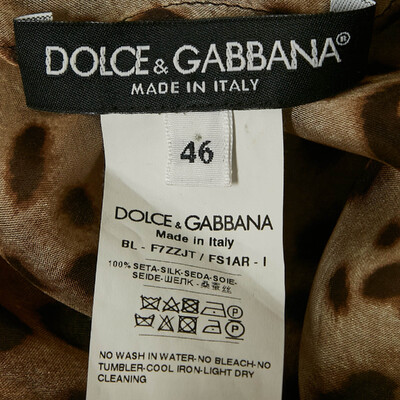 DOLCE & GABBANA®
MADE IN ITALY
46
DOLCE & GABBANA
Made in Italy
BL - F7ZZJT / FS1AR - I
100% SETA-SILK-SEDA-SOIE-
SEIDE-ШЕЛК - 桑蚕丝
NO WASH IN WATER-NO BLEACH-NO
TUMBLER-COOL IRON-LIGHT DRY
CLEANING